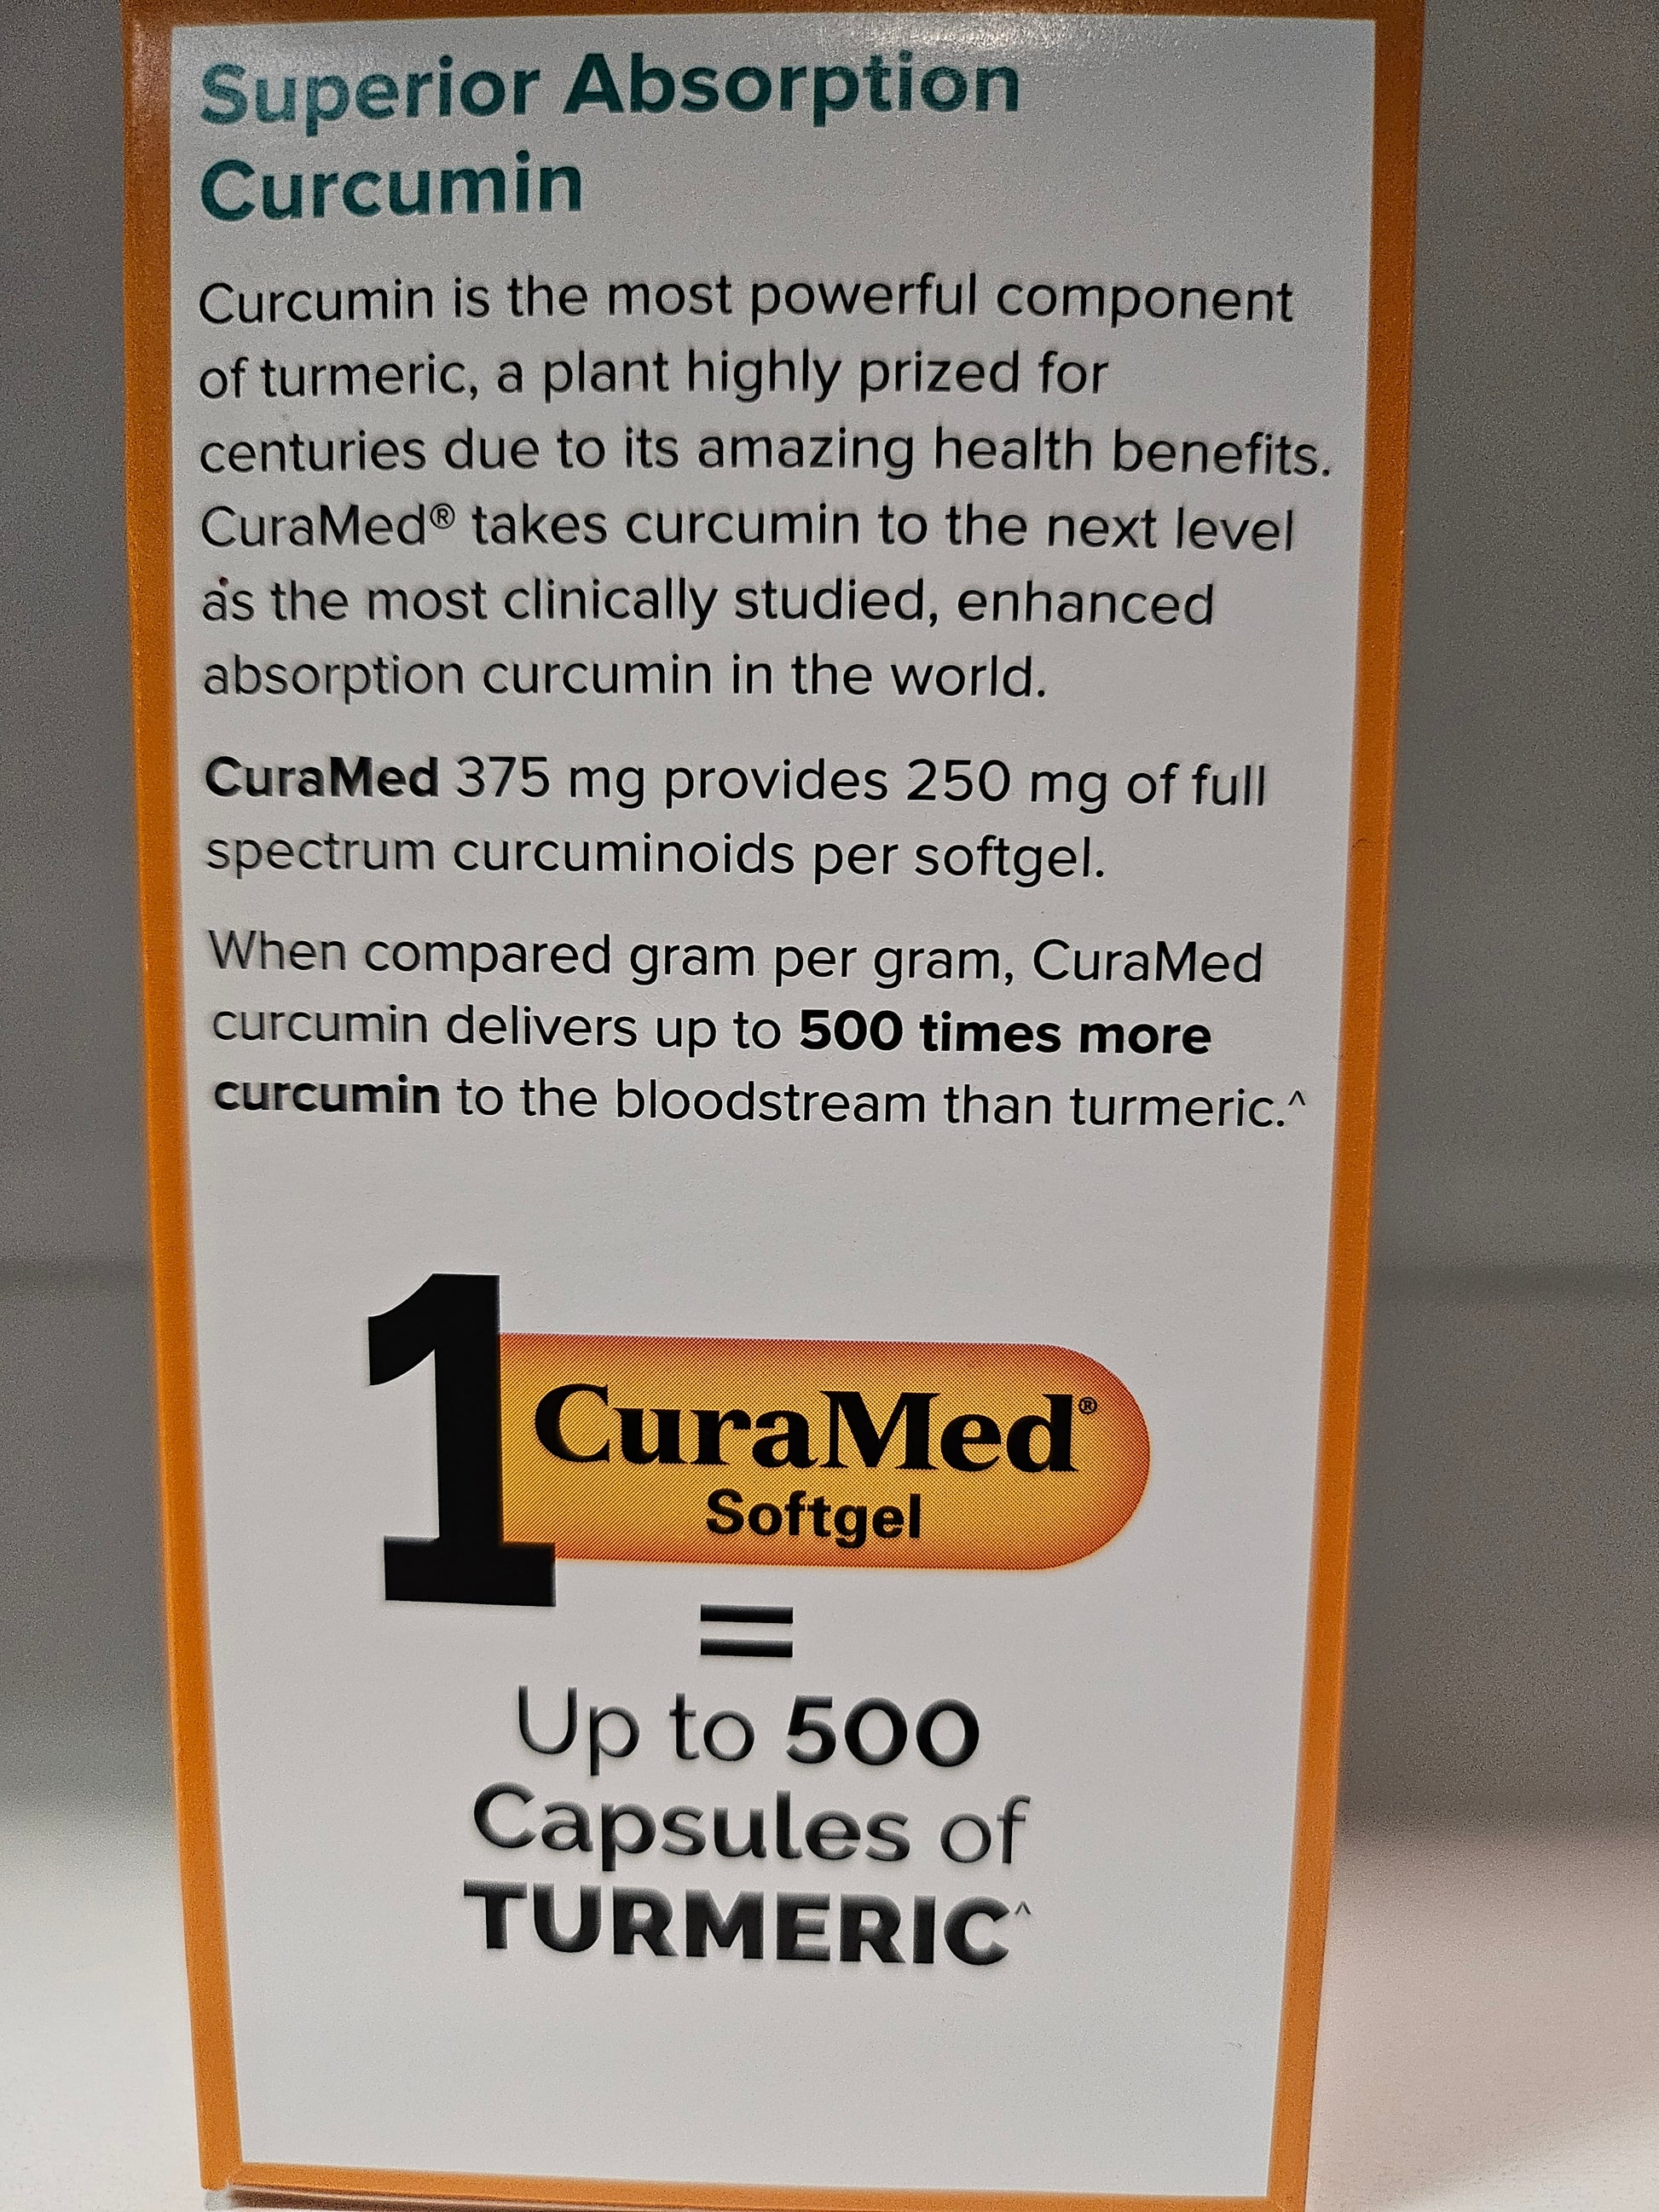 Superior Absorption
Curcumin
Curcumin is the most powerful component
of turmeric, a plant highly prized for
centuries due to its amazing health benefits.
CuraMed® takes curcumin to the next level
as the most clinically studied, enhanced
absorption curcumin in the world.
CuraMed 375 mg provides 250 mg of full
spectrum curcuminoids per softgel.
When compared gram per gram, CuraMed
curcumin delivers up to 500 times more
curcumin to the bloodstream than turmeric.^
1 CuraMed®
Softgel
=
Up to 500
Capsules of
TURMERIC^